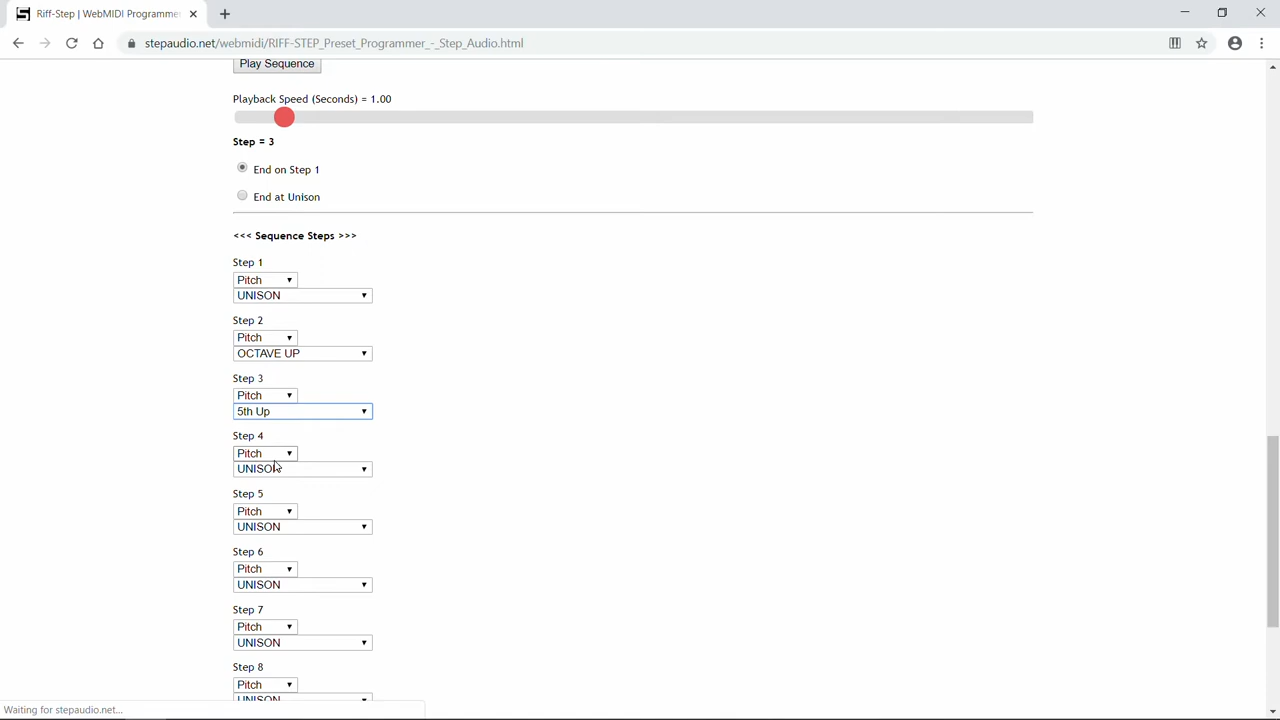 Riff-Step | WebMIDI Programme
stepaudio.net/webmidi/RIFF-STEP_Preset_Programmer_-_Step_Audio.html
Play Sequence
Playback Speed (Seconds) = 1.00
Step = 3
End on Step 1
End at Unison
<<< Sequence Steps >>>
Step 1
Pitch
UNISON
Step 2
Pitch
OCTAVE UP
Step 3
Pitch
5th Up
Step 4
Pitch
UNISON
Step 5
Pitch
UNISON
Step 6
Pitch
UNISON
Step 7
Pitch
UNISON
Step 8
Pitch
UNISON
Waiting for stepaudio.net...